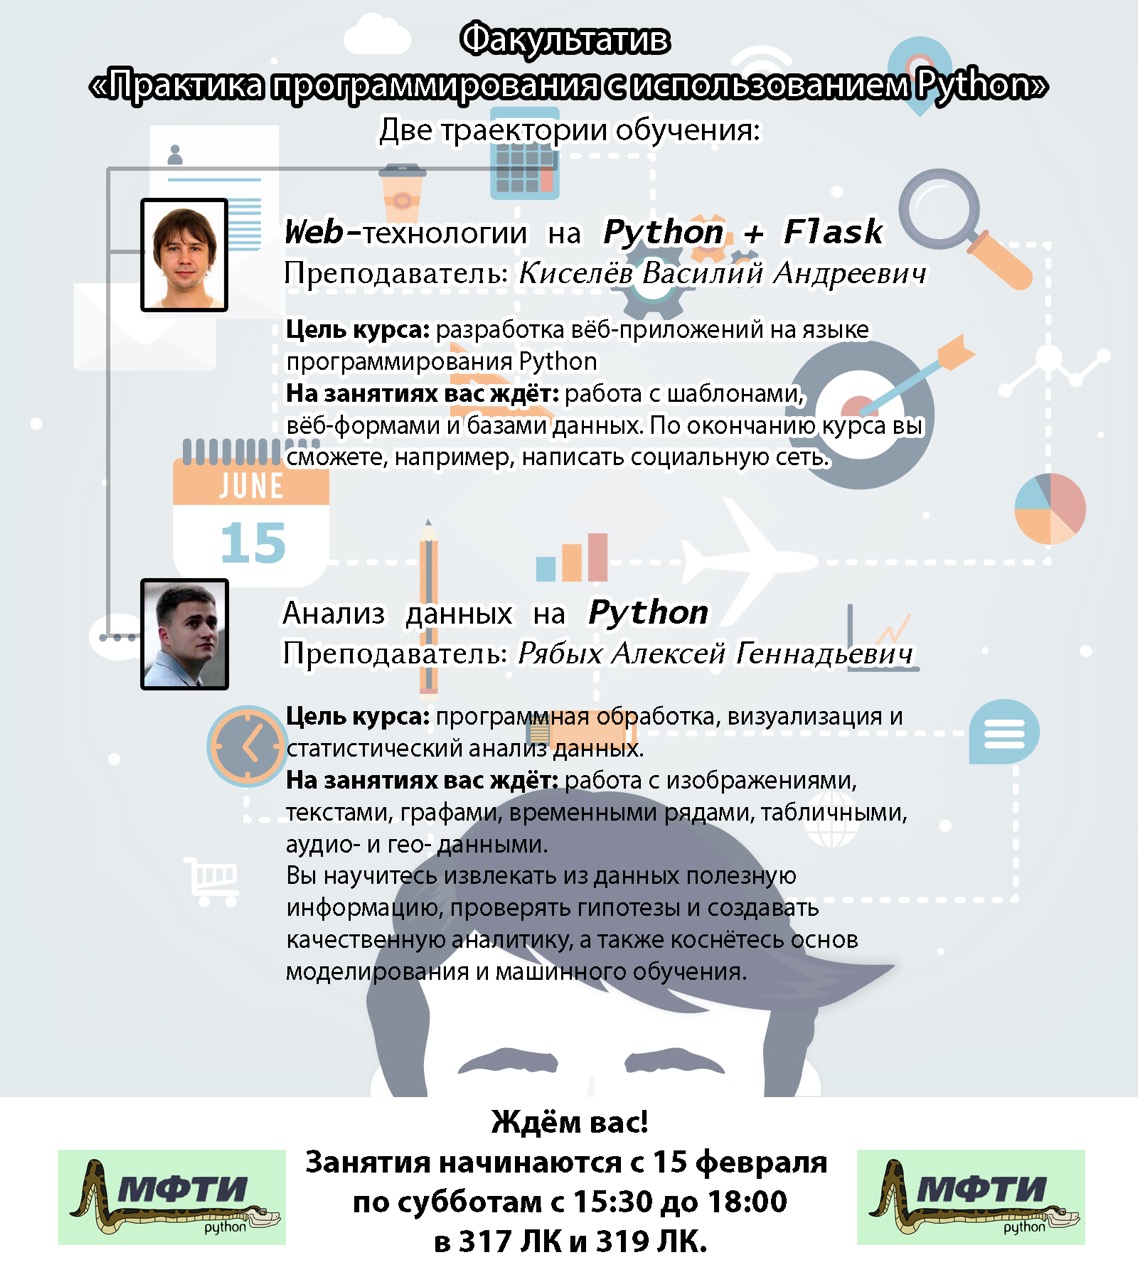 Факультатив
«Практика программирования с использованием Python»
Две траектории обучения:
Web-технологии на Python + Flask
Преподаватель: Киселёв Василий Андреевич
Цель курса: разработка вёб-приложений на языке
программирования Python
На занятиях вас ждёт: работа с шаблонами,
вёб-формами и базами данных. По окончанию курса вы
сможете, например, написать социальную сеть.
JUNE
15
Анализ данных на Python
Преподаватель: Рябых Алексей Геннадьевич
Цель курса: программная обработка, визуализация и
статистический анализ данных.
На занятиях вас ждёт: работа с изображениями,
текстами, графами, временными рядами, табличными,
аудио- и гео- данными.
Вы научитесь извлекать из данных полезную
информацию, проверять гипотезы и создавать
качественную аналитику, а также коснётесь основ
моделирования и машинного обучения.
Ждём вас!
Занятия начинаются с 15 февраля
по субботам с 15:30 до 18:00
в 317 ЛК и 319 ЛК.
МФТИ
python
МФТИ
python